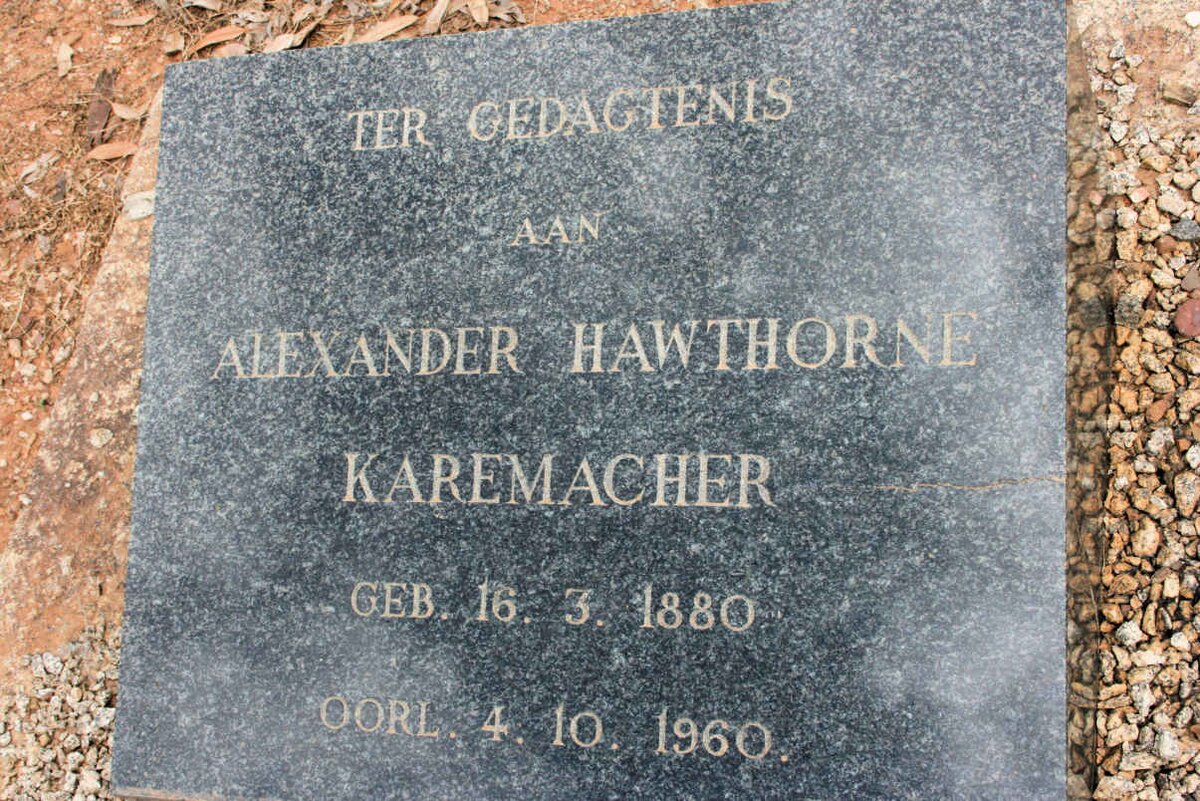 TER GEDAGTENIS
AAN
ALEXANDER HAWTHORNE
KAREMACHER
GEB. 16. 3. 1880
OORL. 4. 10. 1960.